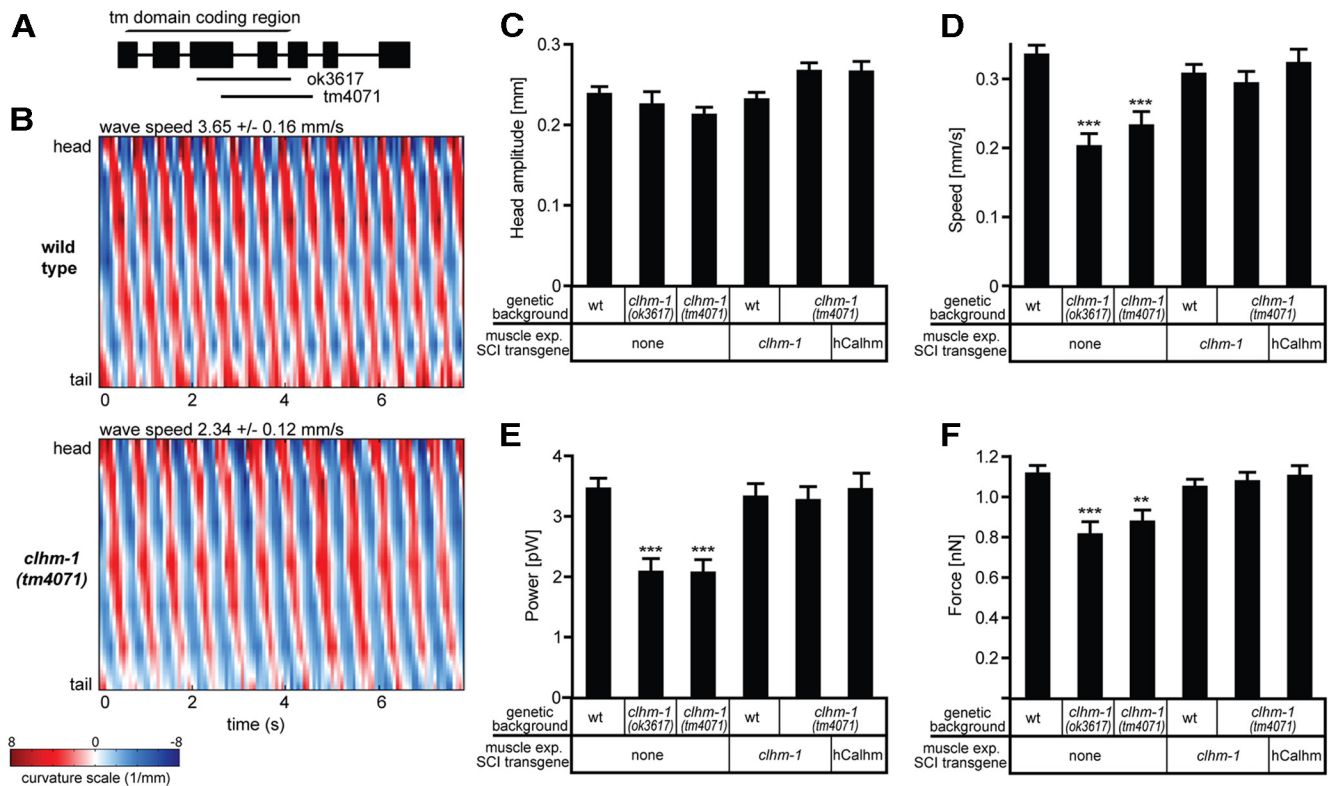 A
tm domain coding region
ok3617
tm4071
B
wave speed 3.65 +/- 0.16 mm/s
head
wild
type
tail
0 2 4 6
wave speed 2.34 +/- 0.12 mm/s
head
clhm-1
(tm4071)
tail
0 2 4 6
time (s)
8 0 -8
curvature scale (1/mm)
C
0.3
0.2
0.1
0
Head amplitude [mm]
genetic background
wt
clhm-1 (ok3617)
clhm-1 (tm4071)
wt
clhm-1 (tm4071)
muscle exp. SCI transgene
none
clhm-1
hCalhm
D
0.3
0.2
0.1
0
Speed [mm/s]
***
***
genetic background
wt
clhm-1 (ok3617)
clhm-1 (tm4071)
wt
clhm-1 (tm4071)
muscle exp. SCI transgene
none
clhm-1
hCalhm
E
4
3
2
1
0
Power [pW]
***
***
genetic background
wt
clhm-1 (ok3617)
clhm-1 (tm4071)
wt
clhm-1 (tm4071)
muscle exp. SCI transgene
none
clhm-1
hCalhm
F
1.2
1.0
0.8
0.6
0.4
0.2
Force [nN]
***
**
genetic background
wt
clhm-1 (ok3617)
clhm-1 (tm4071)
wt
clhm-1 (tm4071)
muscle exp. SCI transgene
none
clhm-1
hCalhm